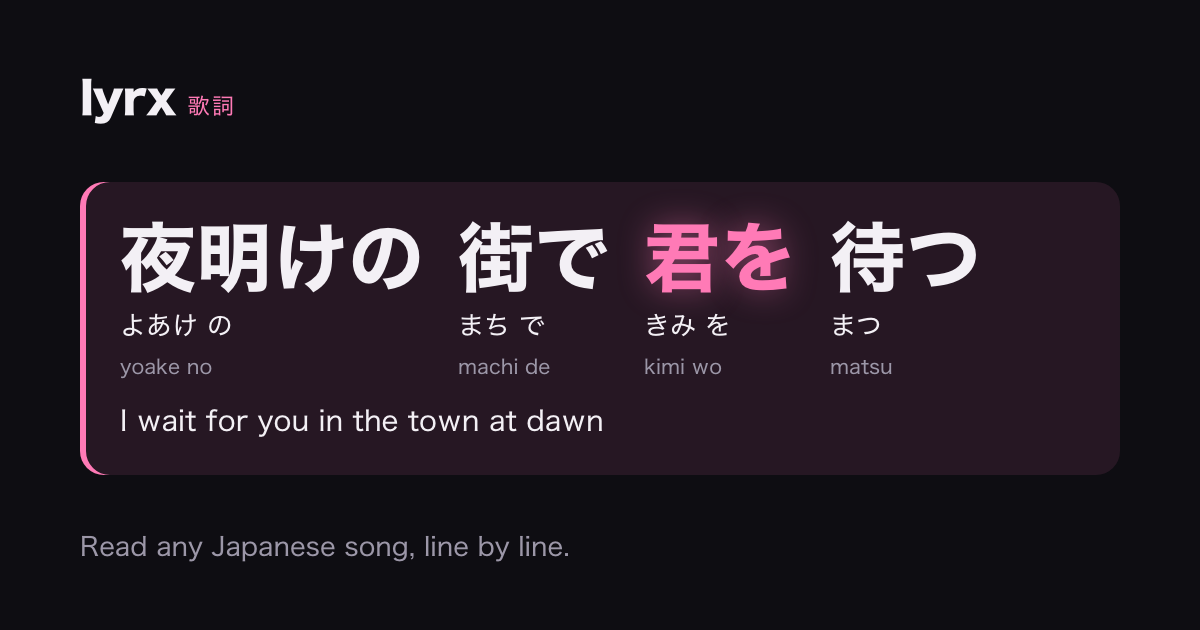 lyrx 歌詞
夜明けの 街で 君を 待つ
よあけ の まち で きみ を まつ
yoake no machi de kimi wo matsu
I wait for you in the town at dawn
Read any Japanese song, line by line.